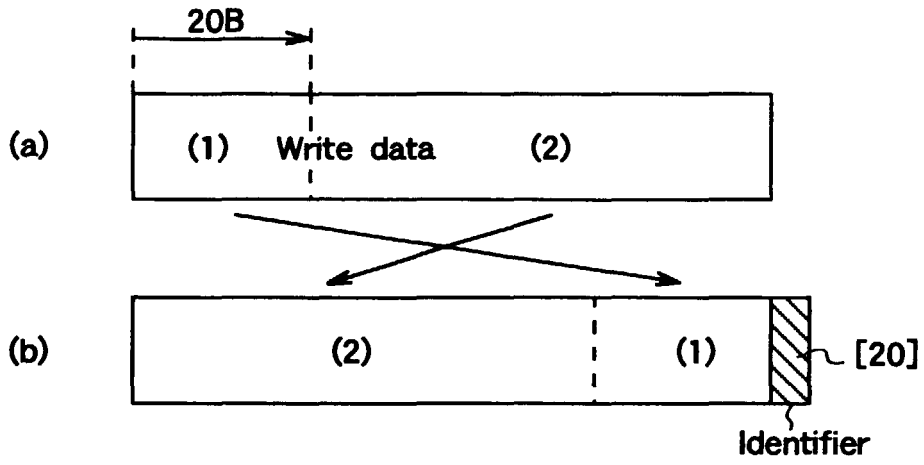 20B
(a) (1) Write data (2)
(b) (2) (1) [20]
Identifier